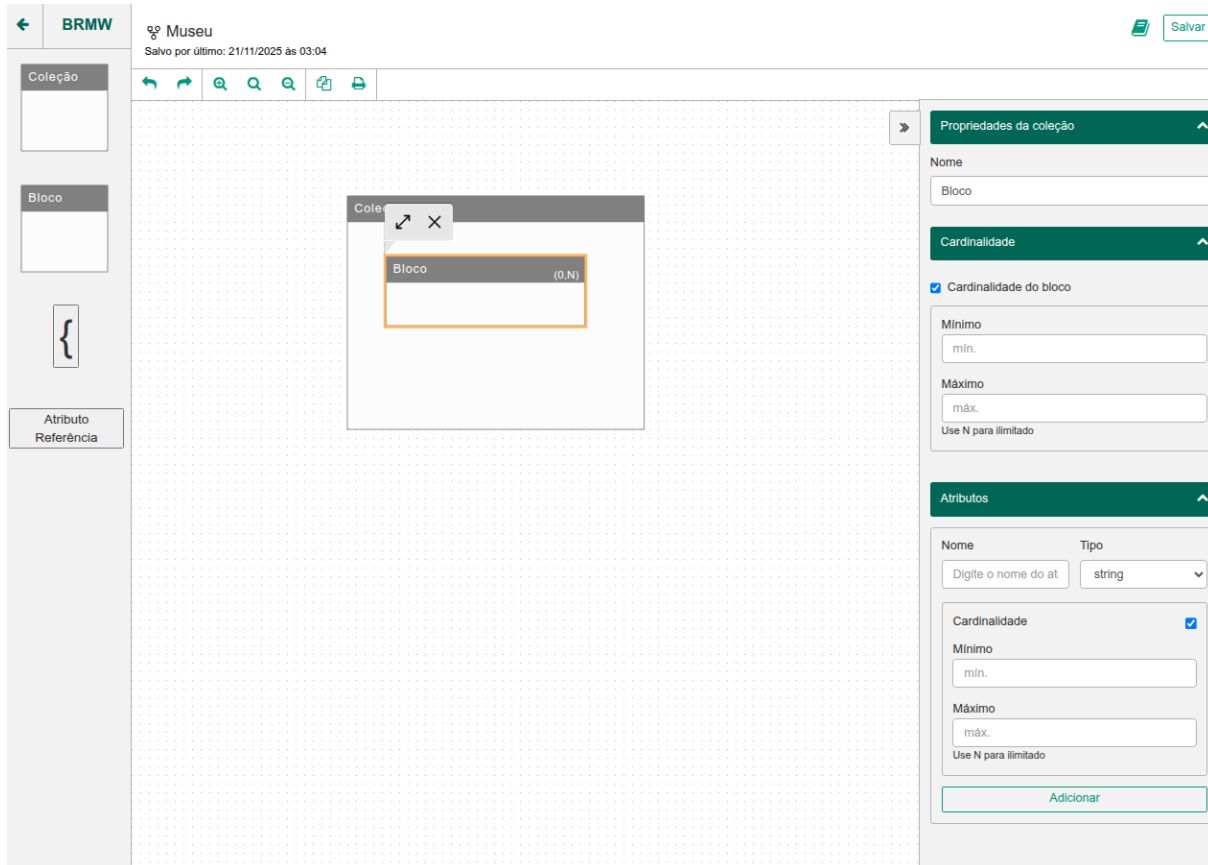 BRMW
Museu
Salvo por último: 21/11/2025 às 03:04
Salvar
Coleção
Bloco
{
Atributo
Referência
Bloco
(0,N)
Propriedades da coleção
Nome
Bloco
Cardinalidade
Cardinalidade do bloco
Mínimo
mín.
Máximo
máx.
Use N para ilimitado
Atributos
Nome Tipo
Digite o nome do at string
Cardinalidade
Mínimo
mín.
Máximo
máx.
Use N para ilimitado
Adicionar